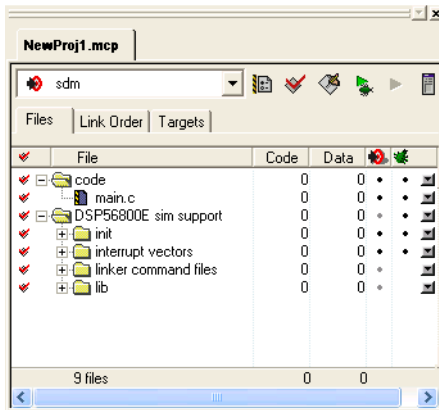 NewProj1.mcp
sdm
Files Link Order Targets
File Code Data
code 0 0
main.c 0 0
DSP56800E sim support 0 0
init 0 0
interrupt vectors 0 0
linker command files 0 0
lib 0 0
9 files 0 0